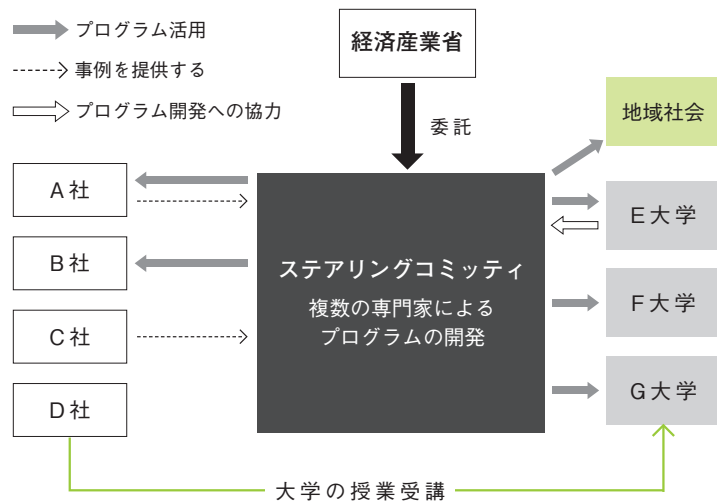 プログラム活用
事例を提供する
プログラム開発への協力
経済産業省
委託
地域社会
A社
B社
C社
D社
ステアリングコミッティ
複数の専門家による
プログラムの開発
E大学
F大学
G大学
大学の授業受講